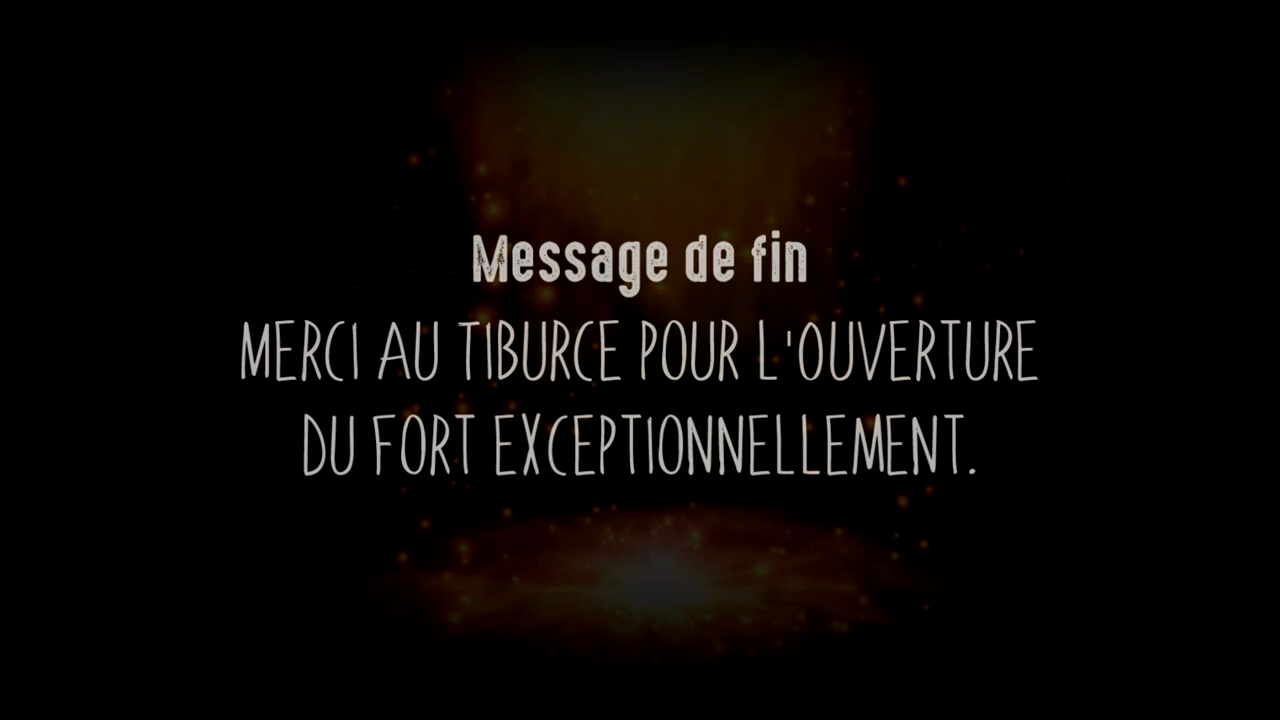 Message de fin
MERCI AU TIBURCE POUR L'OUVERTURE
DU FORT EXCEPTIONNELLEMENT.